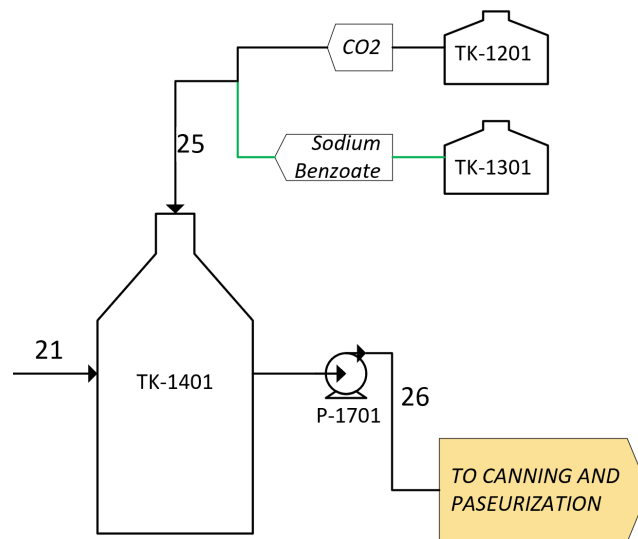 CO2
TK-1201
25
Sodium
Benzoate
TK-1301
21
TK-1401
P-1701
26
TO CANNING AND
PASEURIZATION